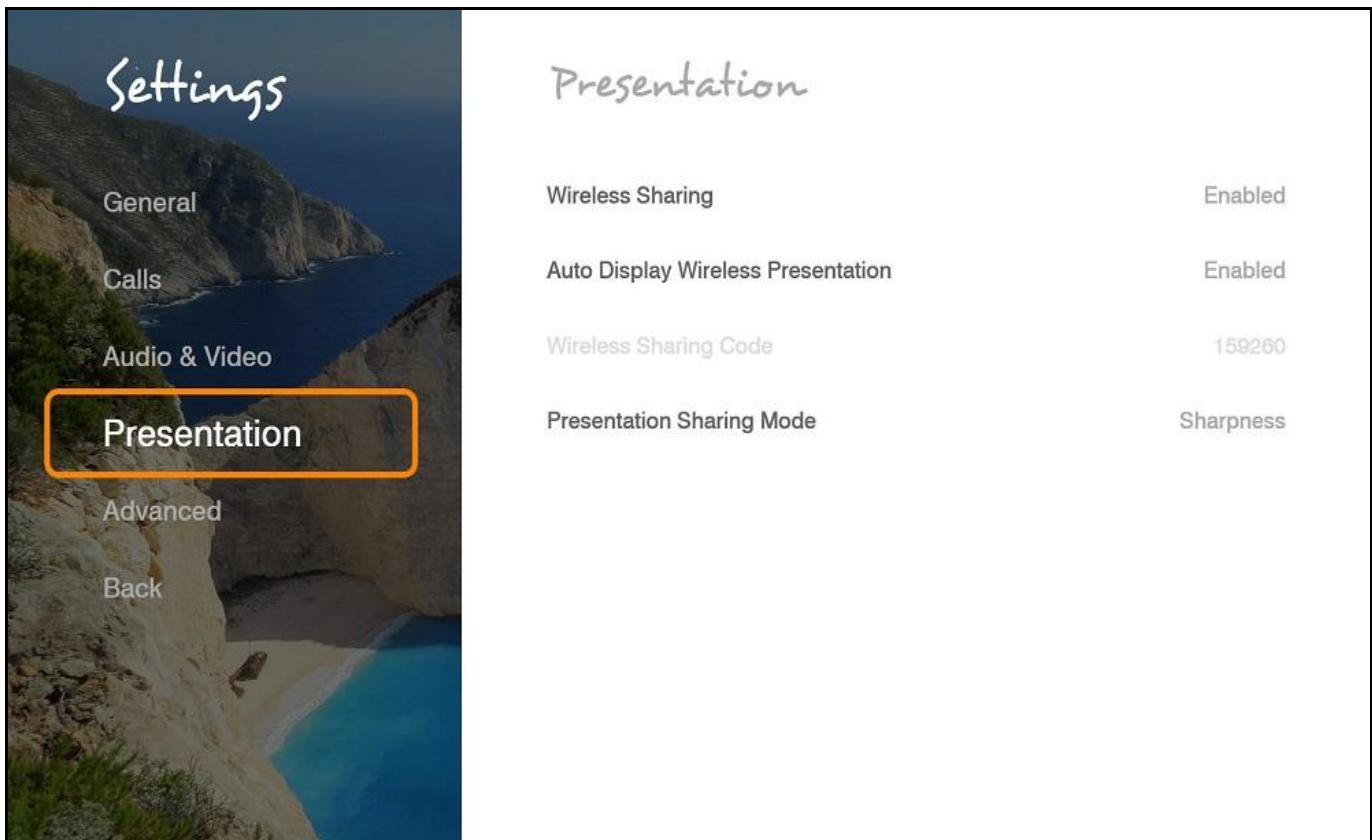 Settings
General
Calls
Audio & Video
Presentation
Advanced
Back
Presentation
Wireless Sharing Enabled
Auto Display Wireless Presentation Enabled
Wireless Sharing Code 159260
Presentation Sharing Mode Sharpness